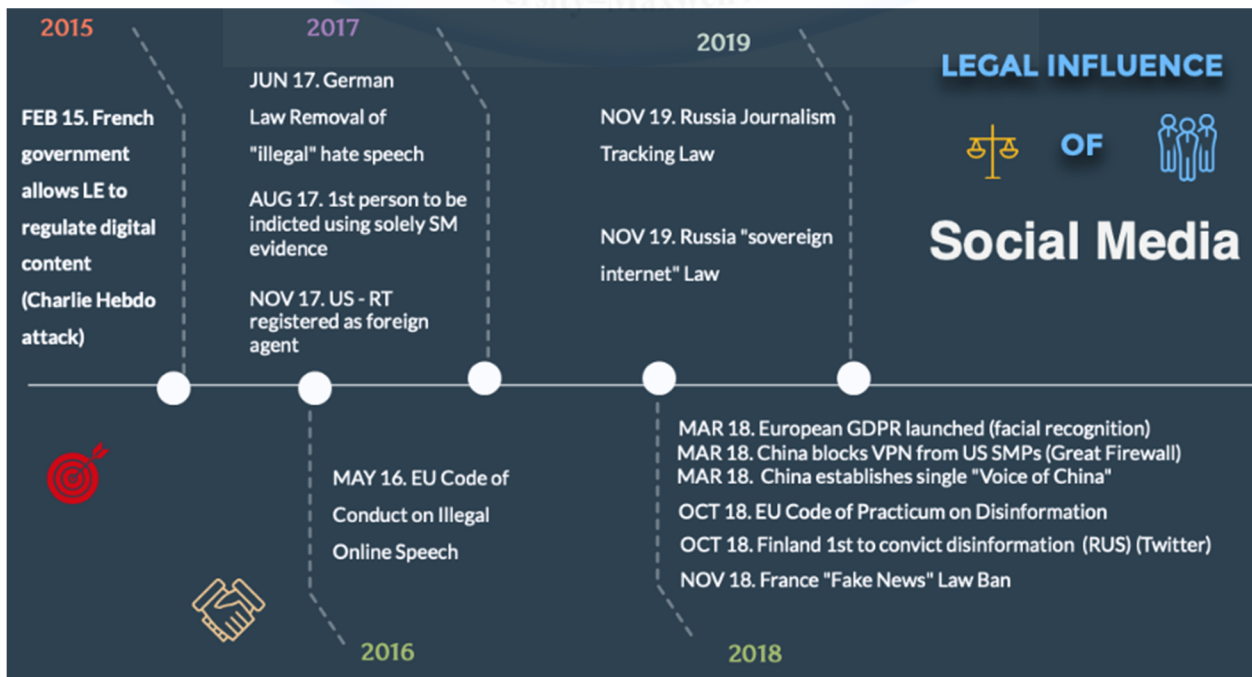 2015
FEB 15. French
government
allows LE to
regulate digital
content
(Charlie Hebdo
attack)
MAY 16. EU Code of
Conduct on Illegal
Online Speech
2016
2017
JUN 17. German
Law Removal of
"illegal" hate speech
AUG 17. 1st person to be
indicted using solely SM
evidence
NOV 17. US - RT
registered as foreign
agent
MAR 18. European GDPR launched (facial recognition)
MAR 18. China blocks VPN from US SMPs (Great Firewall)
MAR 18. China establishes single "Voice of China"
OCT 18. EU Code of Practicum on Disinformation
OCT 18. Finland 1st to convict disinformation (RUS) (Twitter)
NOV 18. France "Fake News" Law Ban
2018
2019
NOV 19. Russia Journalism
Tracking Law
NOV 19. Russia "sovereign
internet" Law
LEGAL INFLUENCE
OF
Social Media